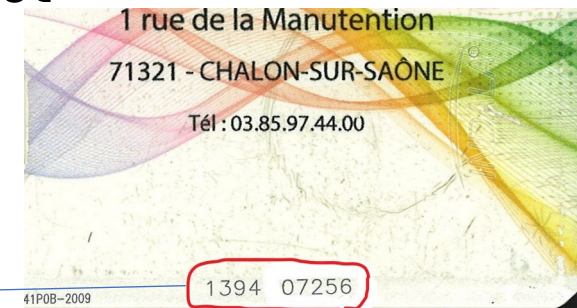 1 rue de la Manutention
71321 - CHALON-SUR-SAÔNE
Tél : 03.85.97.44.00
1394 07256
41P0B-2009